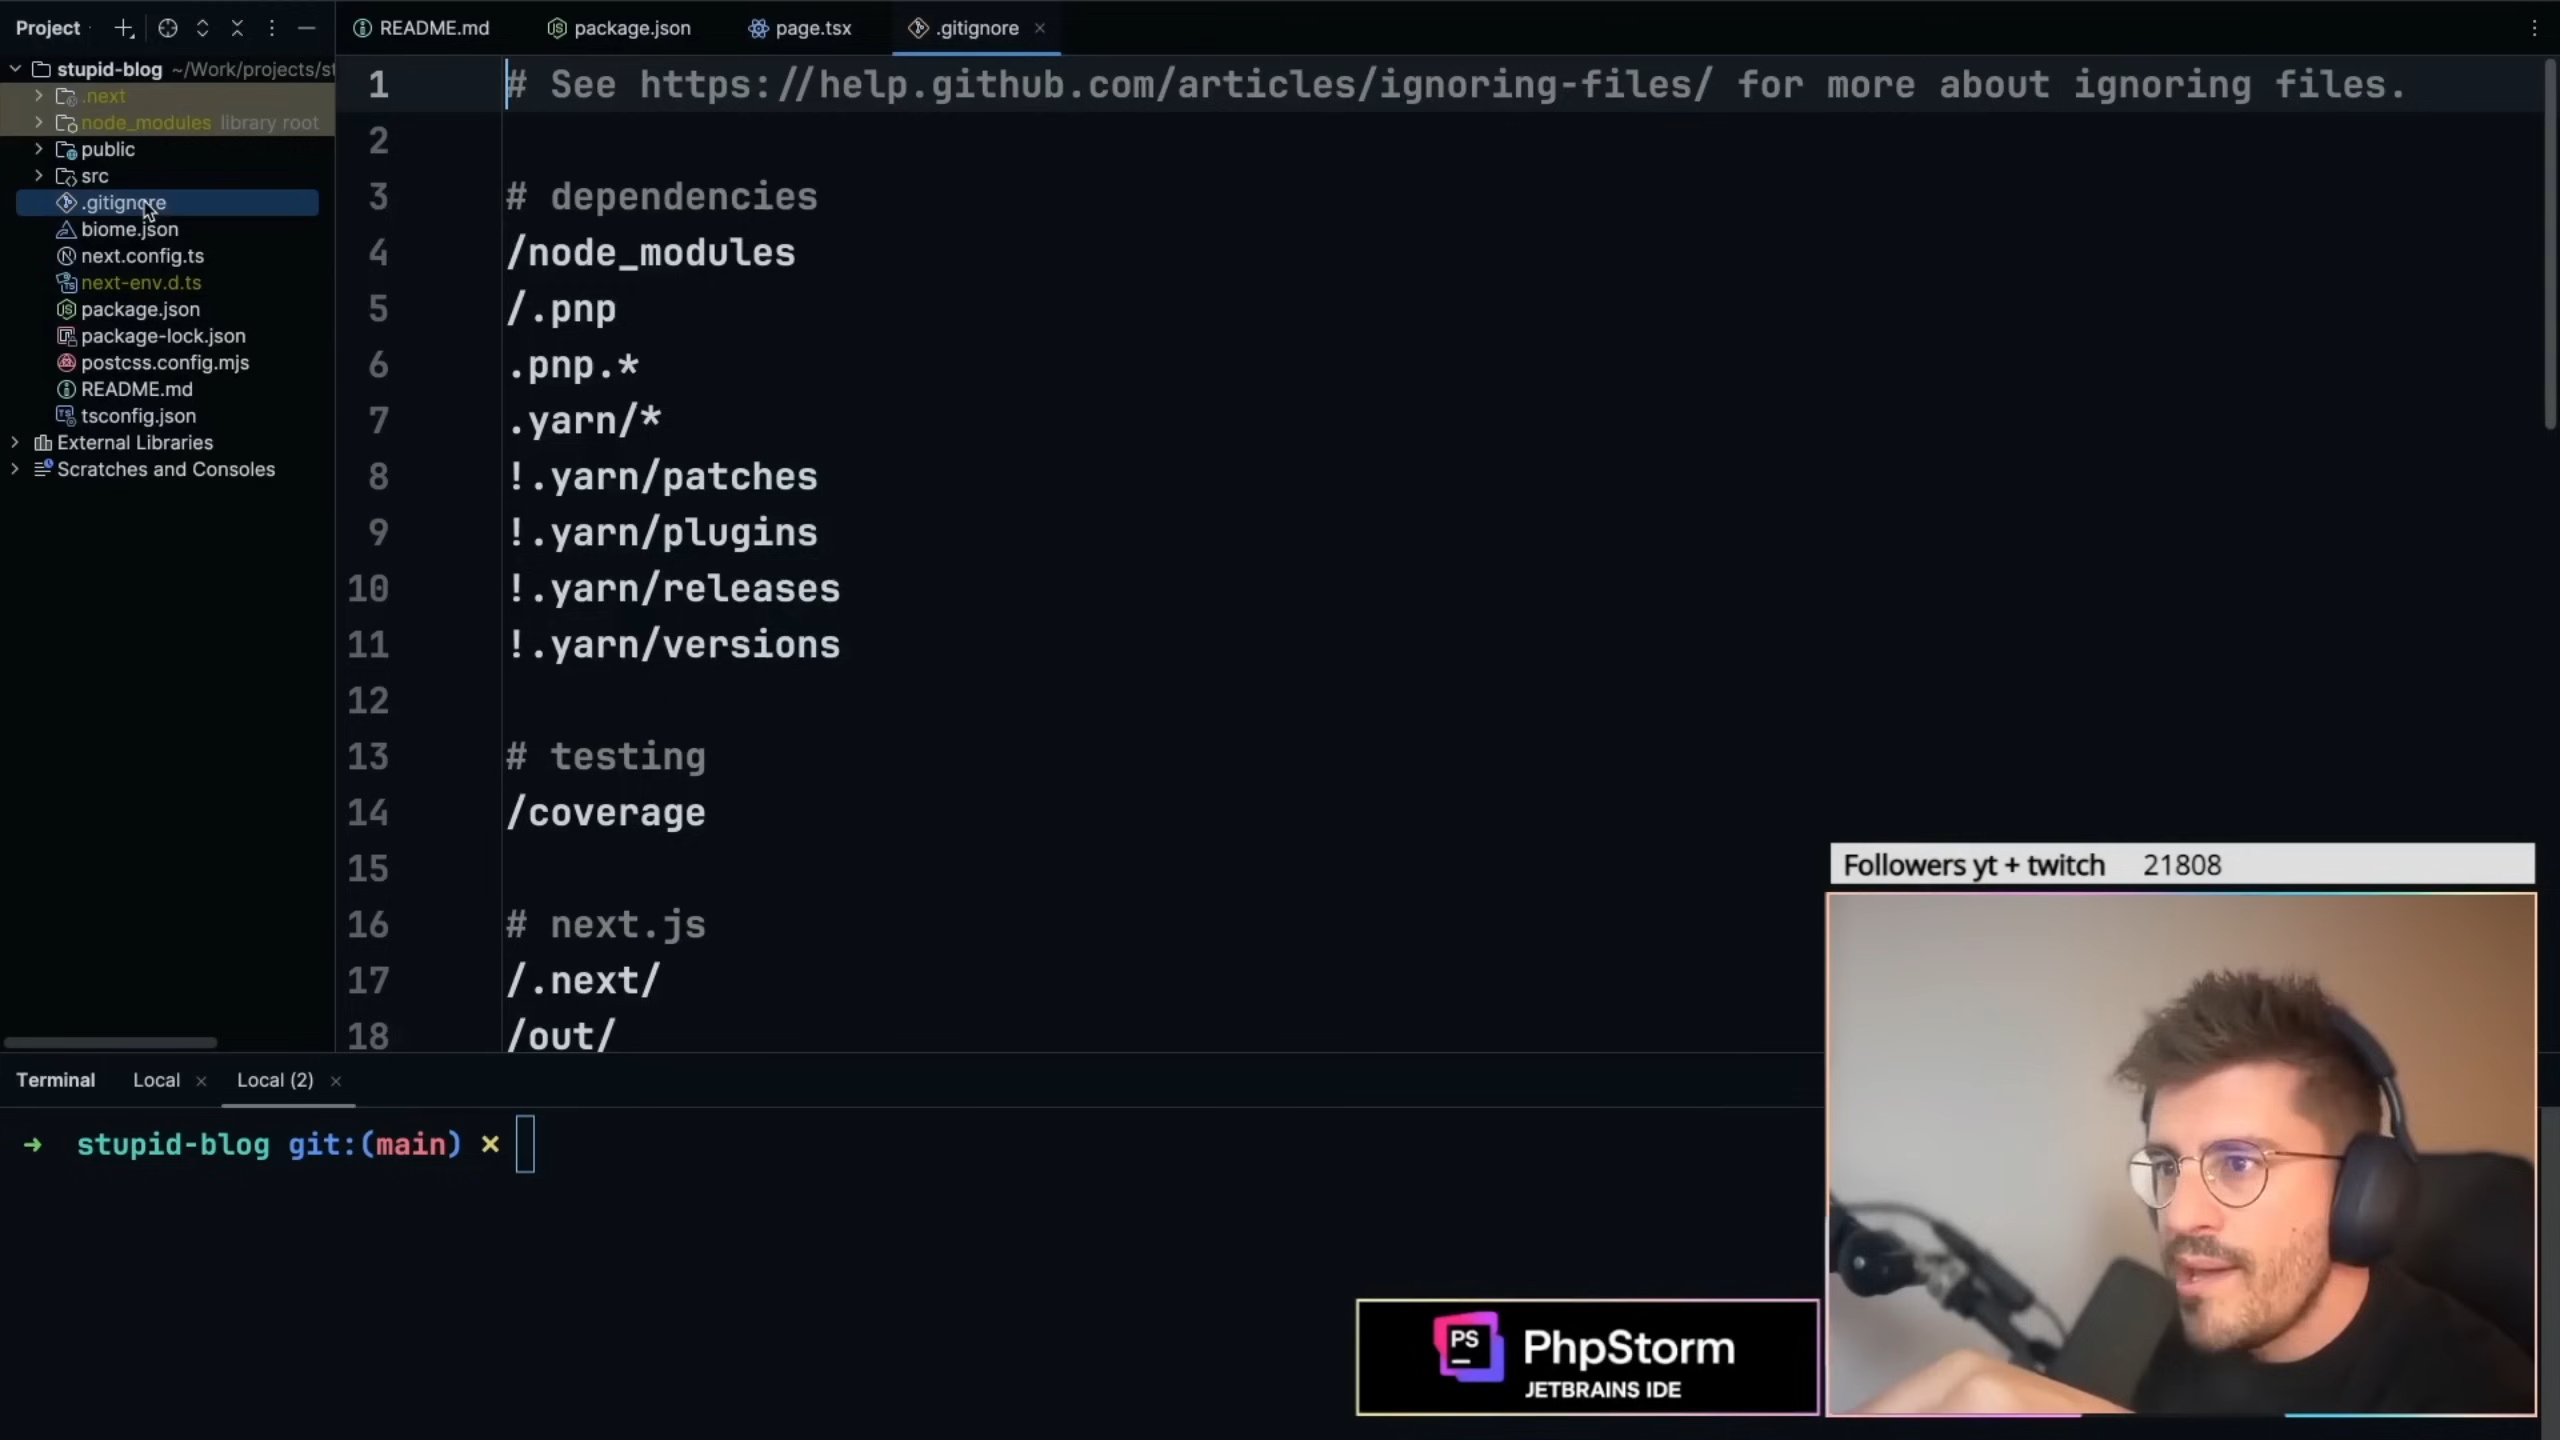 Project
README.md
package.json
page.tsx
.gitignore
stupid-blog ~/Work/projects/st
.next
node_modules library root
public
src
.gitignore
biome.json
next.config.ts
next-env.d.ts
package.json
package-lock.json
postcss.config.mjs
README.md
tsconfig.json
External Libraries
Scratches and Consoles
1 # See https://help.github.com/articles/ignoring-files/ for more about ignoring files.
2
3 # dependencies
4 /node_modules
5 /.pnp
6 .pnp.*
7 .yarn/*
8 !.yarn/patches
9 !.yarn/plugins
10 !.yarn/releases
11 !.yarn/versions
12
13 # testing
14 /coverage
15
16 # next.js
17 /.next/
18 /out/
Terminal Local Local (2)
➜ stupid-blog git:(main) ✗
Followers yt + twitch 21808
PS
PhpStorm
JETBRAINS IDE